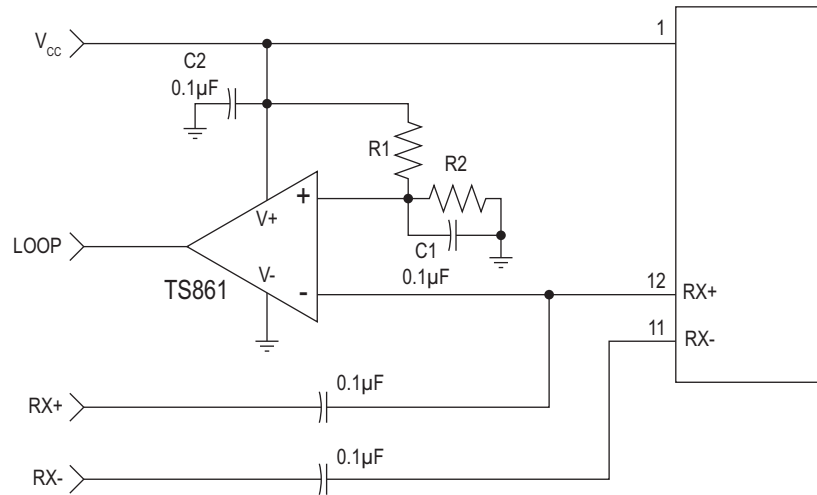 1
V_CC
C2
0.1µF
R1
R2
+
V+
LOOP
C1
V-
0.1µF
TS861
-
12
RX+
11
RX-
0.1µF
RX+
0.1µF
RX-